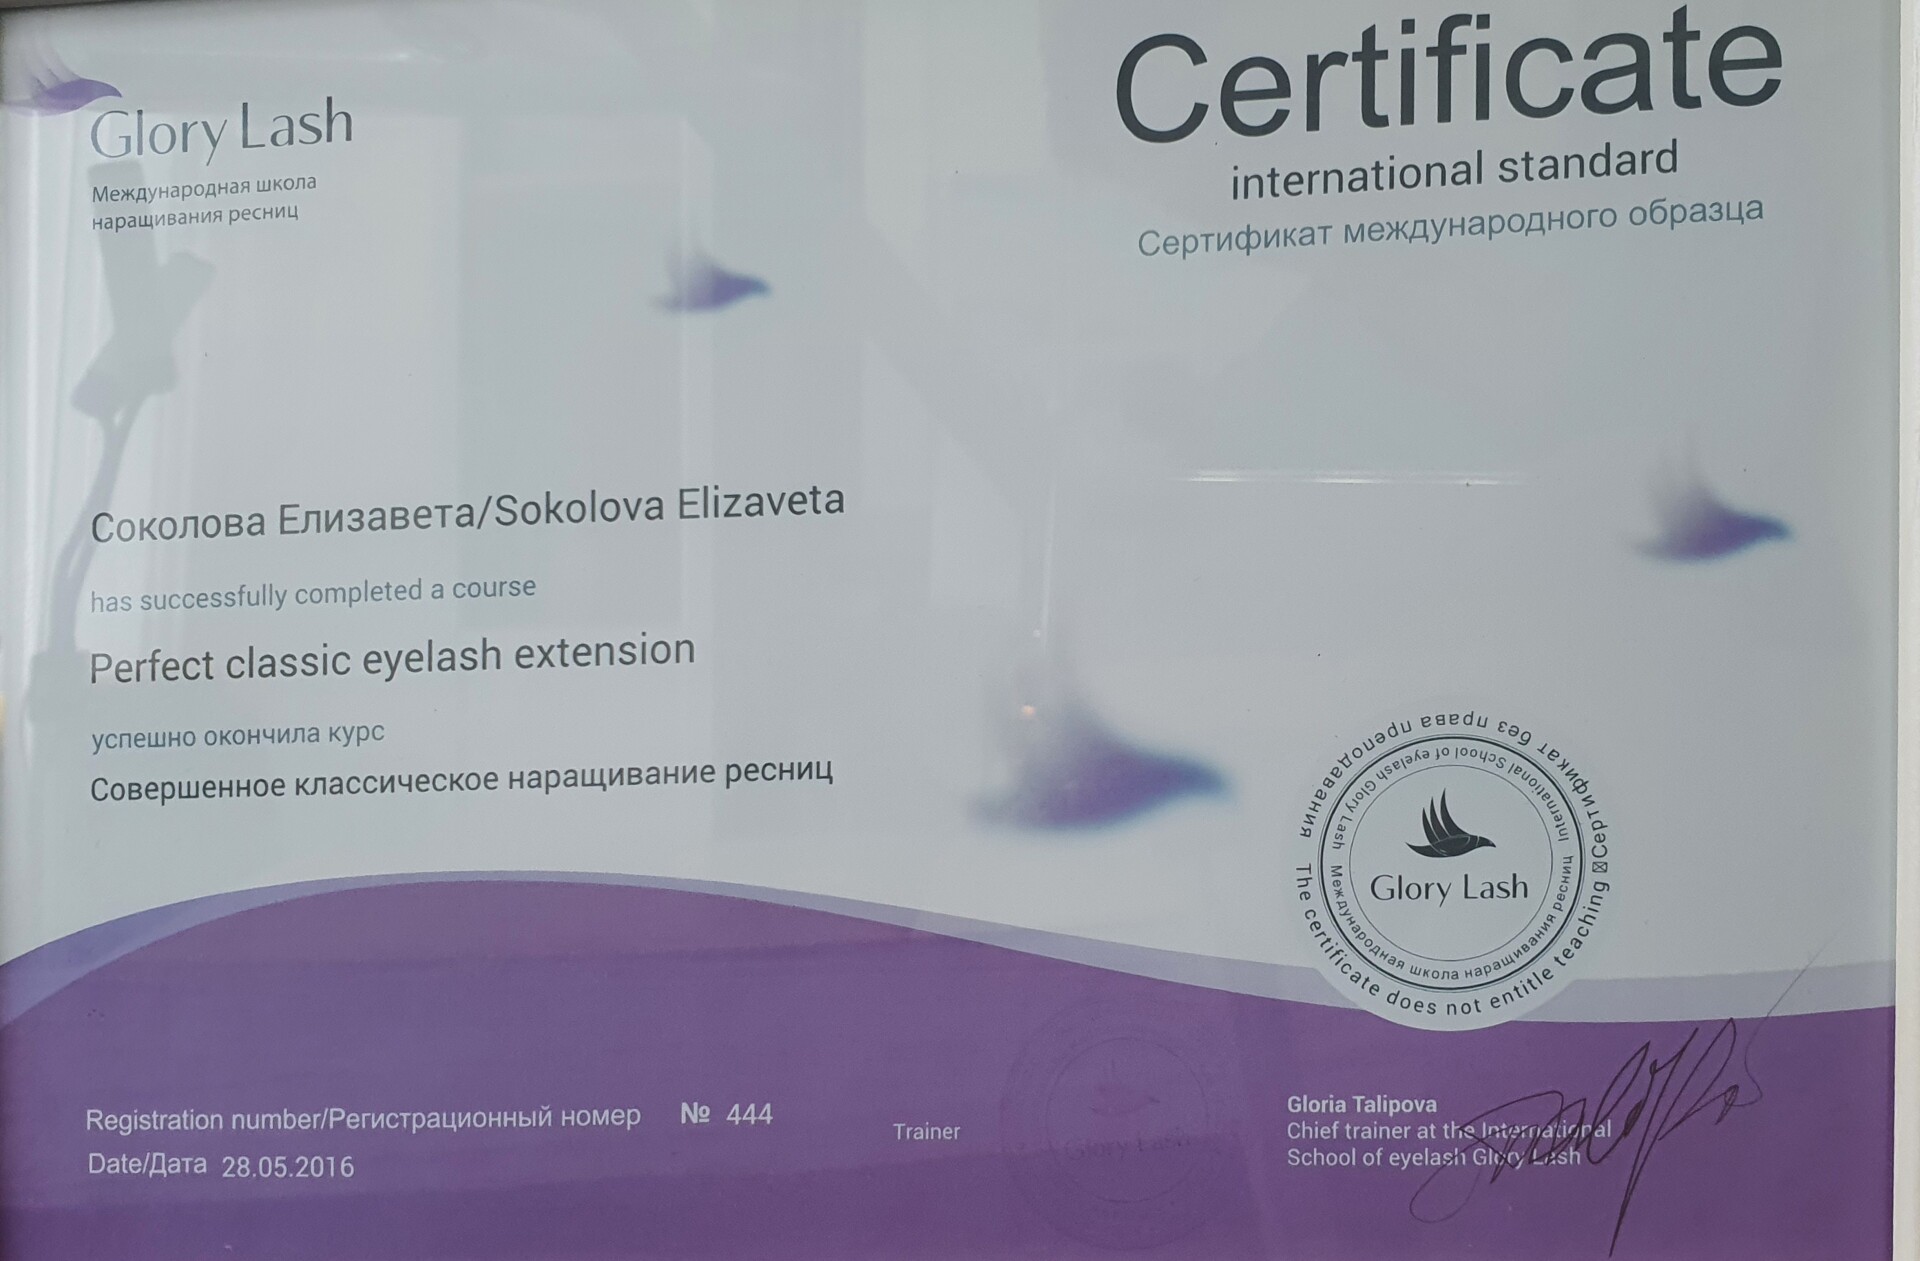 Glory Lash
Международная школа
наращивания ресниц
Certificate
international standard
Сертификат международного образца
Соколова Елизавета/Sokolova Elizaveta
has successfully completed a course
Perfect classic eyelash extension
успешно окончила курс
Совершенное классическое наращивание ресниц
Сертификат без права преподавания
The certificate does not entitle teaching
International School of eyelash Glory Lash
Международная школа наращивания ресниц
Glory Lash
Registration number/Регистрационный номер № 444
Date/Дата 28.05.2016
Trainer
Glory Lash
Gloria Talipova
Chief trainer at the International
School of eyelash Glory Lash